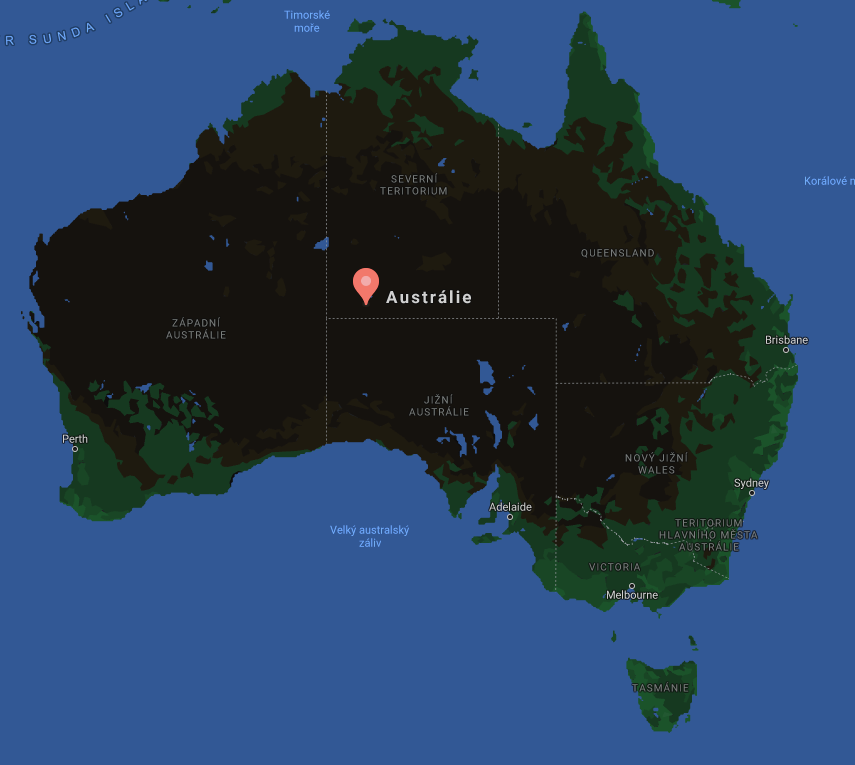 R SUNDA ISLA
Timorské
moře
Korálové
SEVERNÍ
TERITORIUM
QUEENSLAND
Austrálie
ZÁPADNÍ
AUSTRÁLIE
Brisbane
JIŽNÍ
AUSTRÁLIE
Perth
NOVÝ JIŽNÍ
WALES
Sydney
Adelaide
Velký australský
záliv
TERITORIUM
HLAVNÍHO MĚSTA
AUSTRÁLIE
VICTORIA
Melbourne
TASMÁNIE